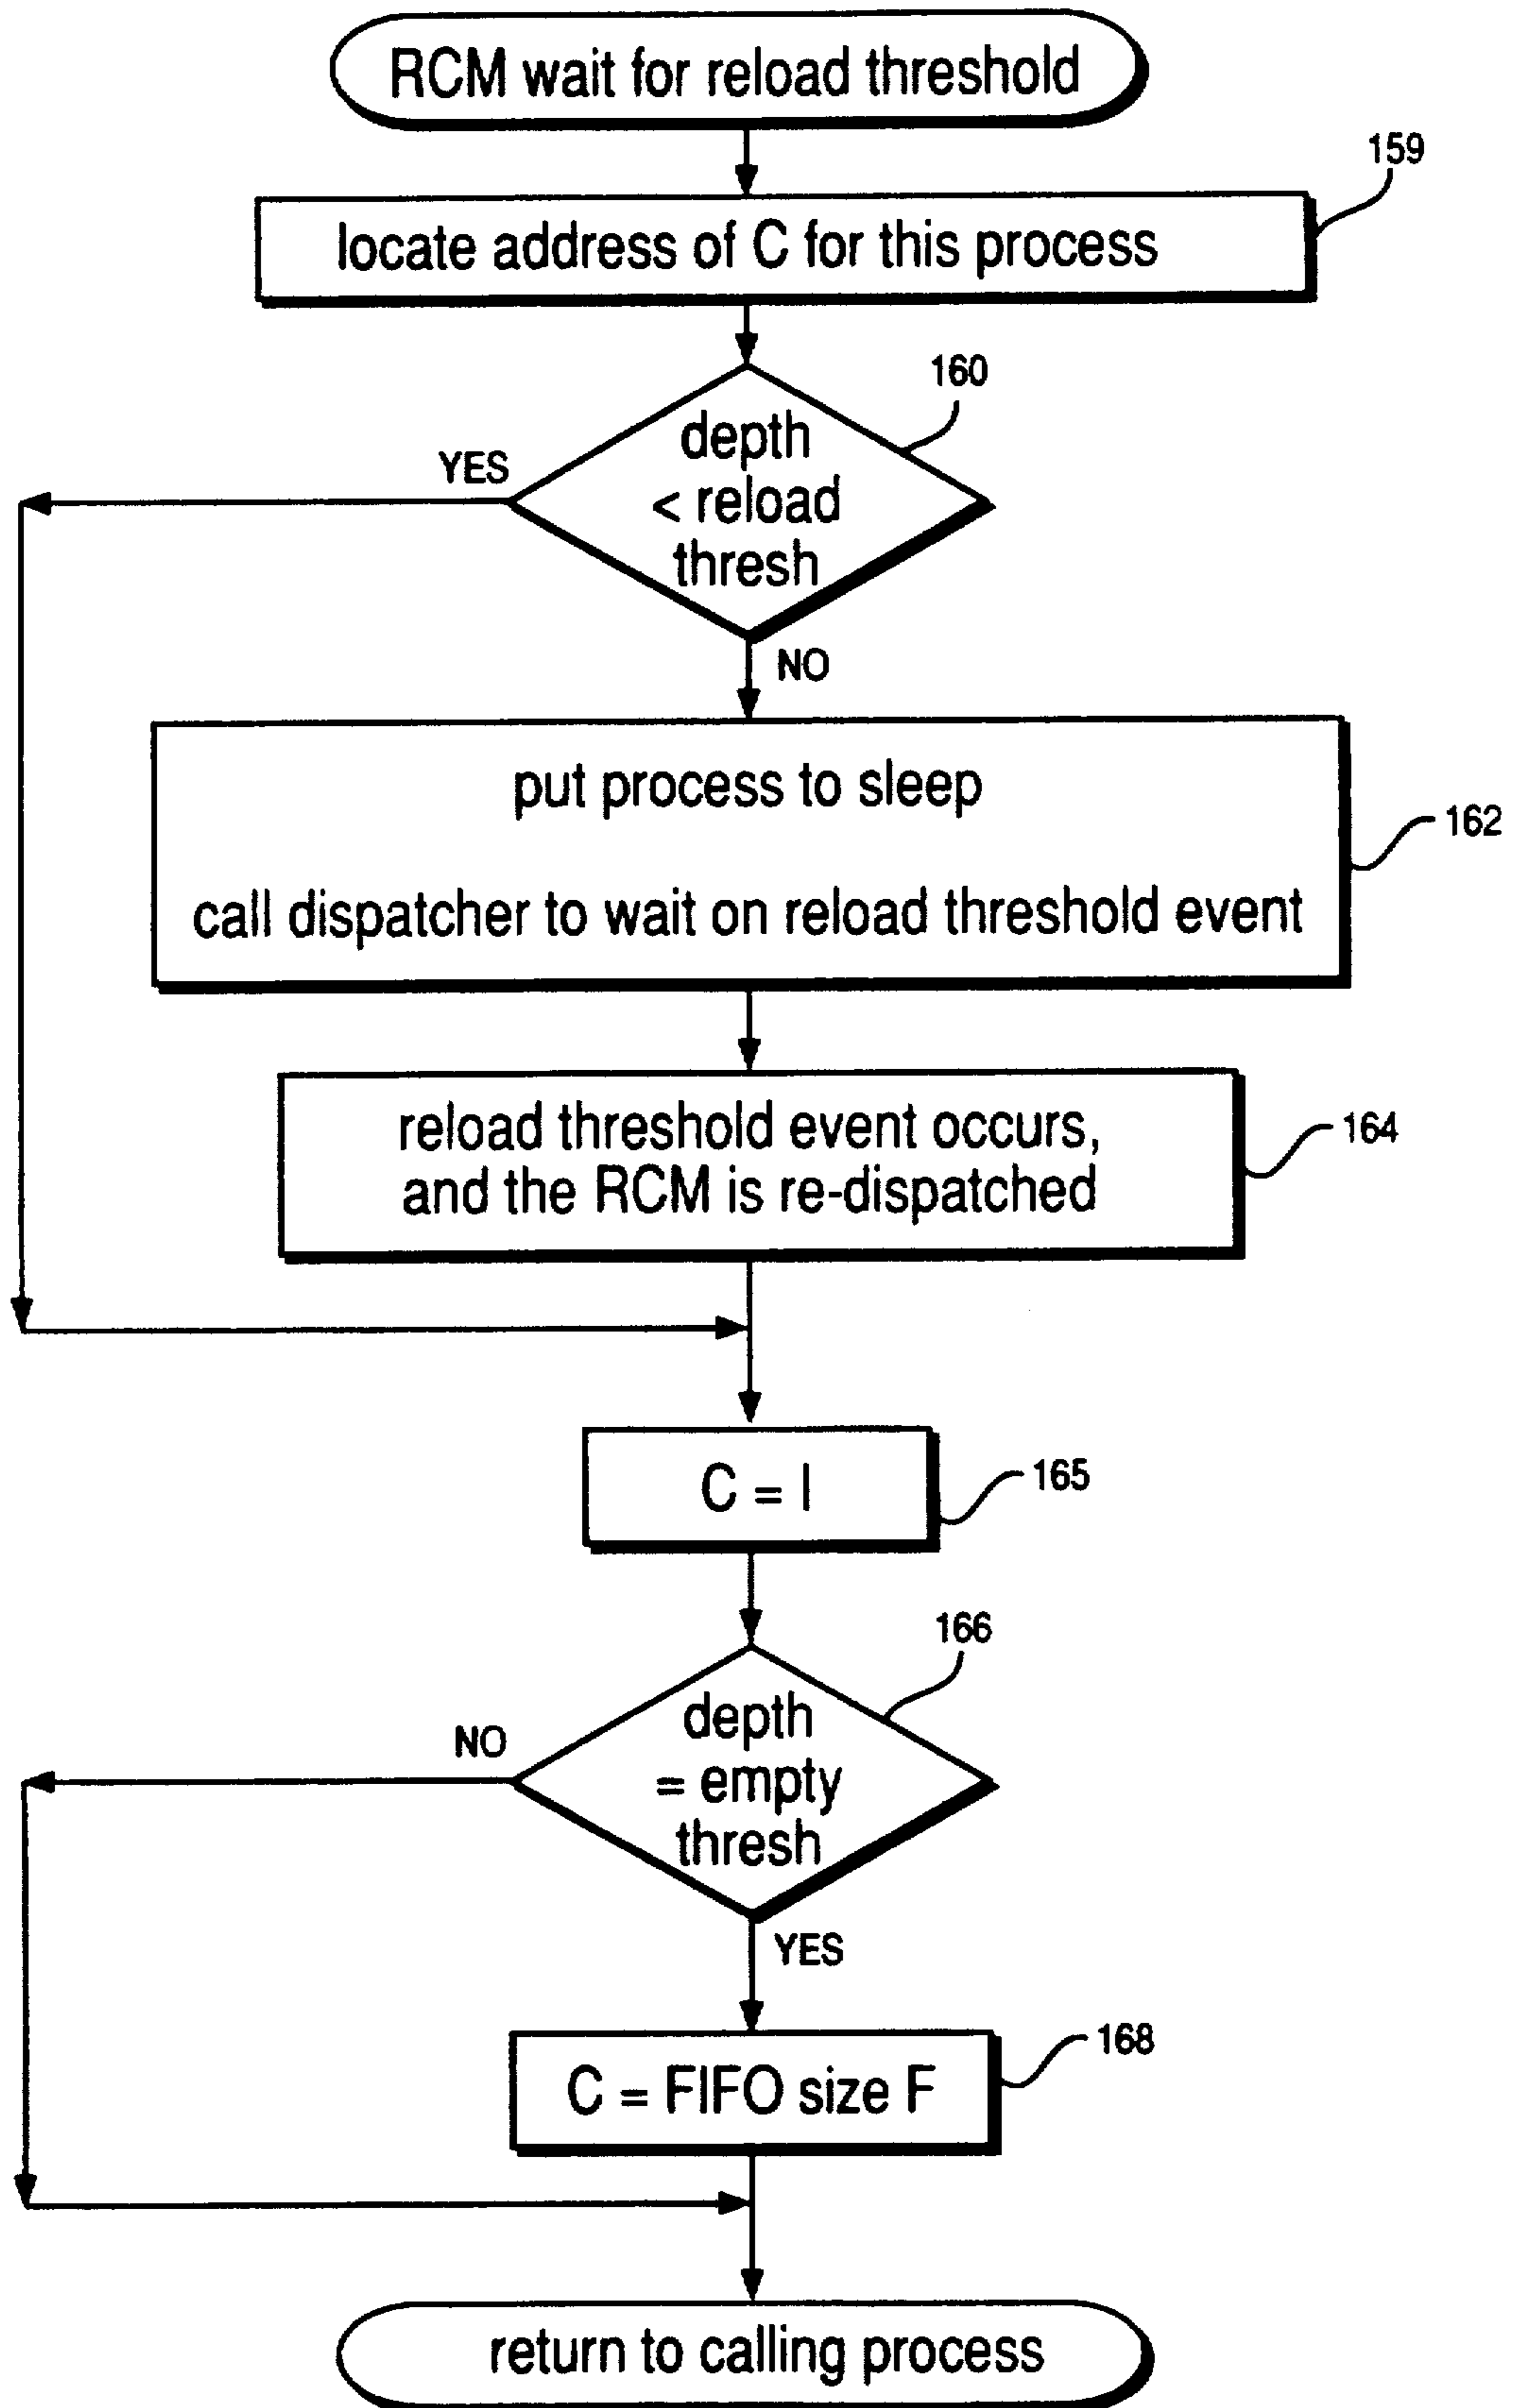 RCM wait for reload threshold
159
locate address of C for this process
160
depth
< reload
thresh
YES
NO
put process to sleep
162
call dispatcher to wait on reload threshold event
reload threshold event occurs,
164
and the RCM is re-dispatched
C = I
165
166
depth
= empty
thresh
NO
YES
168
C = FIFO size F
return to calling process